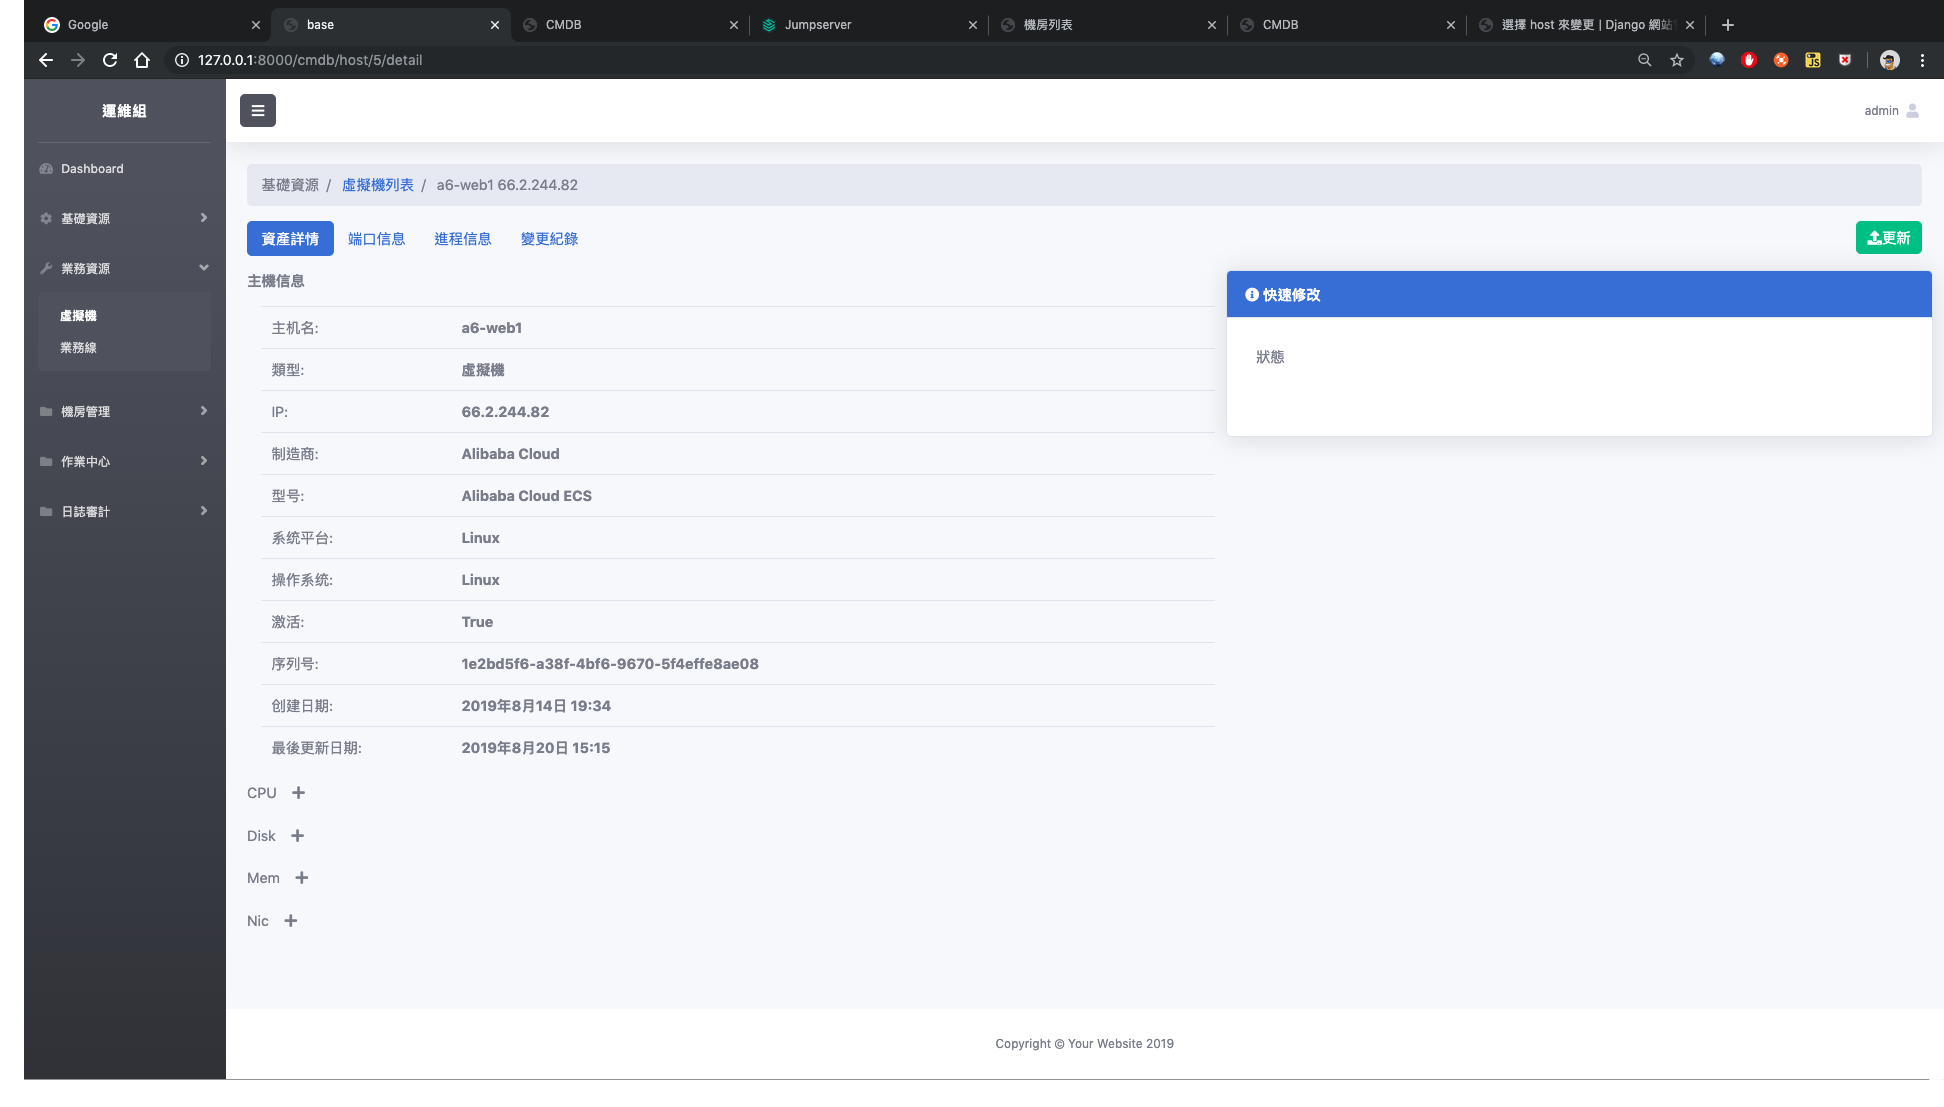 Google
base
CMDB
Jumpserver
機房列表
CMDB
選擇 host 來變更 | Django 網站
127.0.0.1:8000/cmdb/host/5/detail
運維組
admin
Dashboard
基礎資源
業務資源
虛擬機
業務線
機房管理
作業中心
日誌審計
基礎資源 / 虛擬機列表 / a6-web1 66.2.244.82
資產詳情 端口信息 進程信息 變更紀錄
更新
主機信息
主机名: a6-web1
類型: 虛擬機
IP: 66.2.244.82
制造商: Alibaba Cloud
型号: Alibaba Cloud ECS
系统平台: Linux
操作系统: Linux
激活: True
序列号: 1e2bd5f6-a38f-4bf6-9670-5f4effe8ae08
创建日期: 2019年8月14日 19:34
最後更新日期: 2019年8月20日 15:15
CPU
Disk
Mem
Nic
快速修改
狀態
Copyright © Your Website 2019